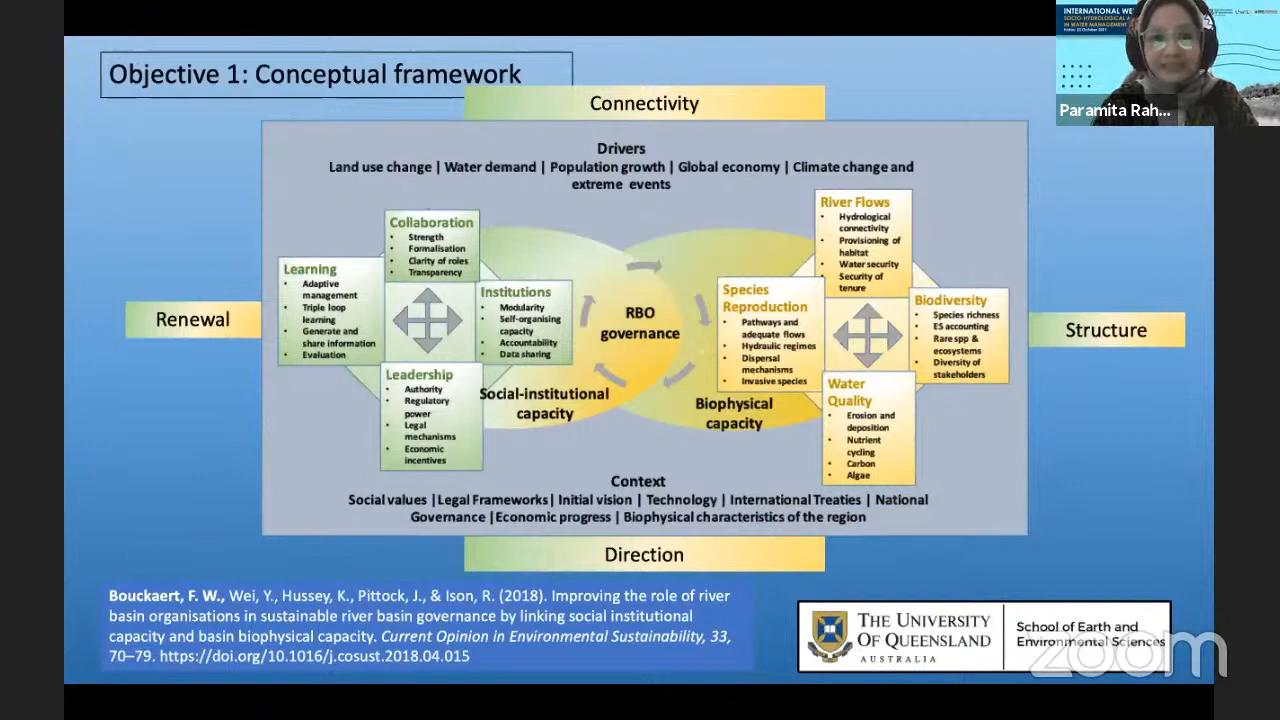 Objective 1: Conceptual framework
INTERNATIONAL WE
SOCIO-HYDROLOGICAL A
IN WATER MANAGEMENT
Paramita Rah...
Connectivity
Drivers
Land use change | Water demand | Population growth | Global economy | Climate change and
extreme events
Collaboration
• Strength
• Formalisation
• Clarity of roles
• Transparency
Learning
• Adaptive
management
• Triple loop
learning
• Generate and
share information
• Evaluation
Institutions
• Modularity
• Self-organising
capacity
• Accountability
• Data sharing
Leadership
• Authority
• Regulatory
power
• Legal
mechanisms
• Economic
incentives
Social-institutional
capacity
RBO
governance
River Flows
• Hydrological
connectivity
• Provisioning of
habitat
• Water security
• Security of
tenure
Species
Reproduction
• Pathways and
adequate flows
• Hydraulic regimes
• Dispersal
mechanisms
• Invasive species
Biodiversity
• Species richness
• ES accounting
• Rare spp &
ecosystems
• Diversity of
stakeholders
Water
Quality
• Erosion and
deposition
• Nutrient
cycling
• Carbon
• Algae
Biophysical
capacity
Renewal
Structure
Context
Social values |Legal Frameworks| Initial vision | Technology | International Treaties | National
Governance |Economic progress | Biophysical characteristics of the region
Direction
Bouckaert, F. W., Wei, Y., Hussey, K., Pittock, J., & Ison, R. (2018). Improving the role of river
basin organisations in sustainable river basin governance by linking social institutional
capacity and basin biophysical capacity. Current Opinion in Environmental Sustainability, 33,
70–79. https://doi.org/10.1016/j.cosust.2018.04.015
THE UNIVERSITY
OF QUEENSLAND
AUSTRALIA
School of Earth and
Environmental Sciences
zoom